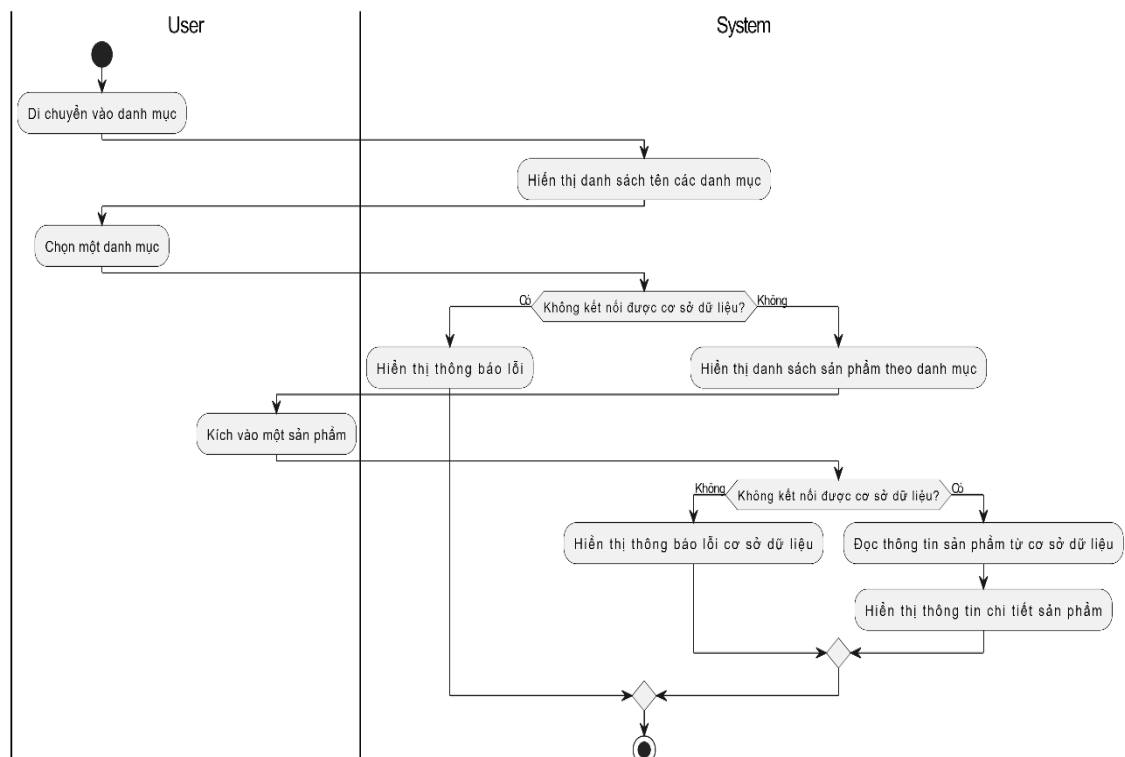 User
System
Di chuyển vào danh mục
Hiển thị danh sách tên các danh mục
Chọn một danh mục
Có
Không kết nối được cơ sở dữ liệu?
Không
Hiển thị thông báo lỗi
Hiển thị danh sách sản phẩm theo danh mục
Kích vào một sản phẩm
Không
Không kết nối được cơ sở dữ liệu?
Có
Hiển thị thông báo lỗi cơ sở dữ liệu
Đọc thông tin sản phẩm từ cơ sở dữ liệu
Hiển thị thông tin chi tiết sản phẩm